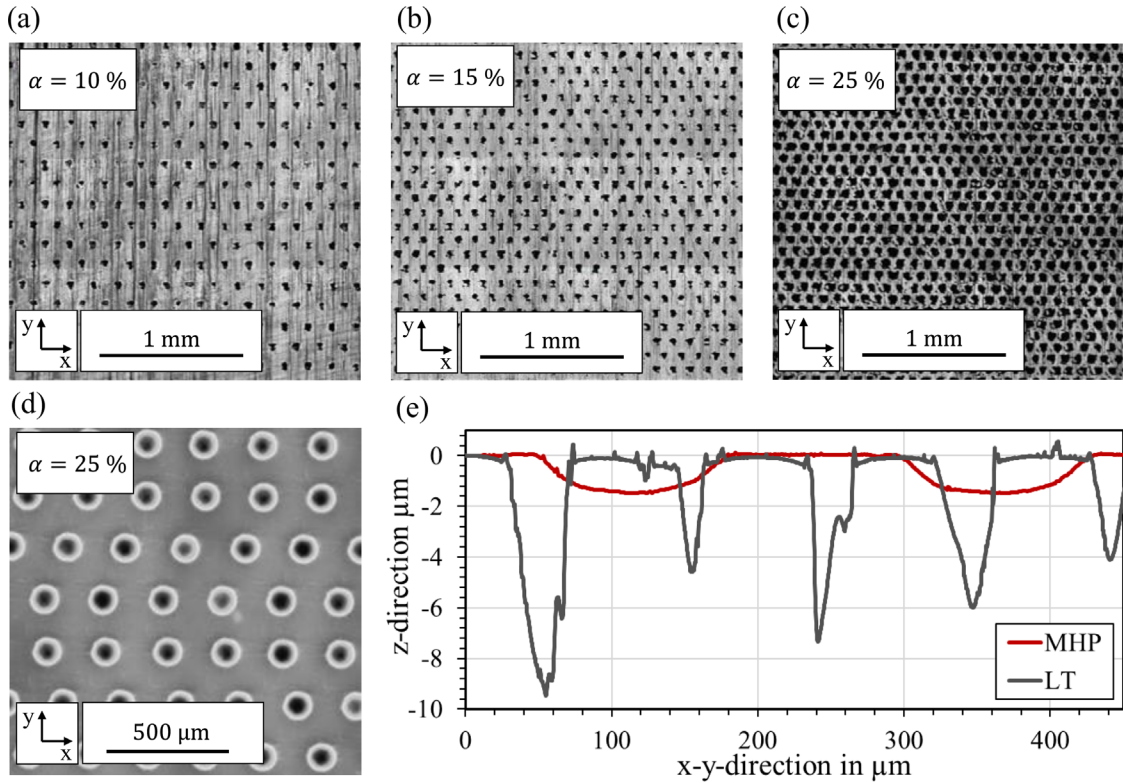 (a)
α = 10 %
y
x
1 mm
(b)
α = 15 %
y
x
1 mm
(c)
α = 25 %
y
x
1 mm
(d)
α = 25 %
y
x
500 μm
(e)
z-direction μm
0
-2
-4
-6
-8
-10
MHP
LT
0
100
200
300
400
x-y-direction in μm